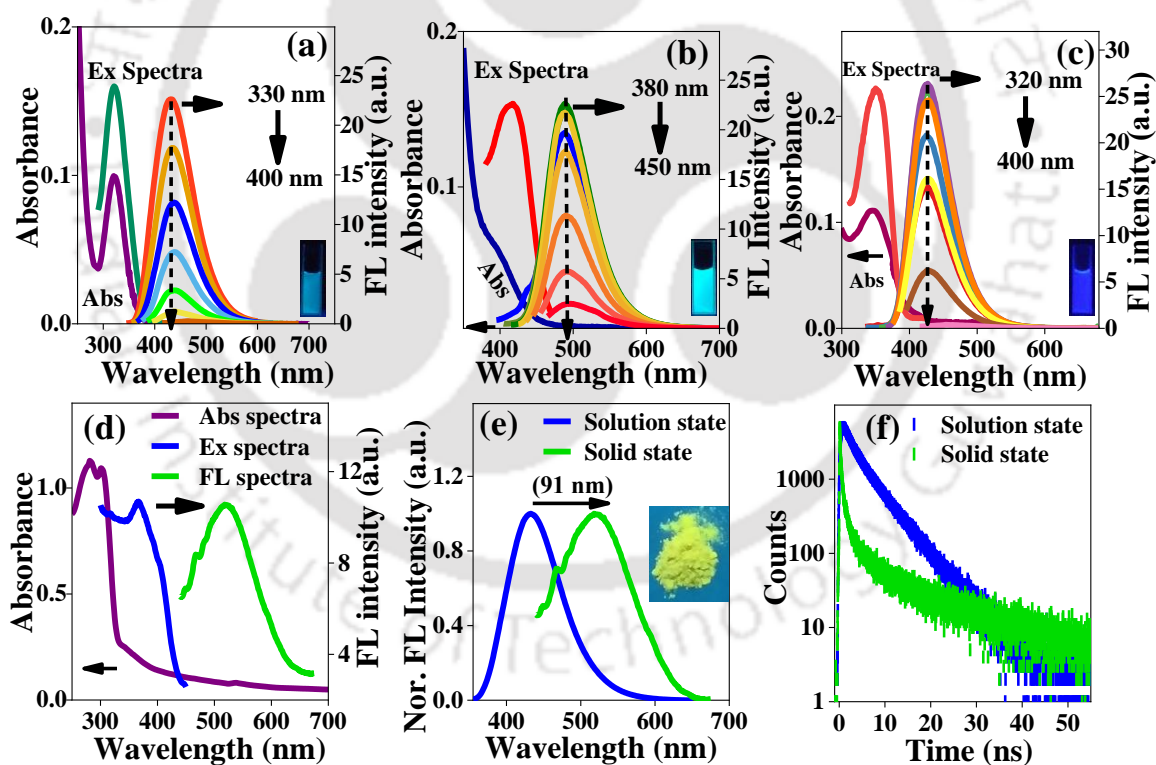 (a)
Ex Spectra
330 nm
400 nm
Abs
Absorbance
0.2
0.1
0.0
FL intensity (a.u.)
25
20
15
10
5
0
300 400 500 600 700
Wavelength (nm)
(b)
Ex Spectra
380 nm
450 nm
Abs
Absorbance
0.2
0.1
0.0
FL Intensity (a.u.)
25
20
15
10
5
0
400 500 600 700
Wavelength (nm)
(c)
Ex Spectra
320 nm
400 nm
Abs
Absorbance
0.2
0.1
0.0
FL intensity (a.u.)
30
25
20
15
10
5
0
300 400 500 600
Wavelength (nm)
(d)
Abs spectra
Ex spectra
FL spectra
Absorbance
1.0
0.5
0.0
FL intensity (a.u.)
12
8
4
300 400 500 600 700
Wavelength (nm)
(e)
Solution state
Solid state
(91 nm)
Nor. FL Intensity (a.u.)
1.2
0.8
0.4
0.0
400 500 600 700
Wavelength (nm)
(f)
Solution state
Solid state
Counts
1000
100
10
1
0 10 20 30 40 50
Time (ns)